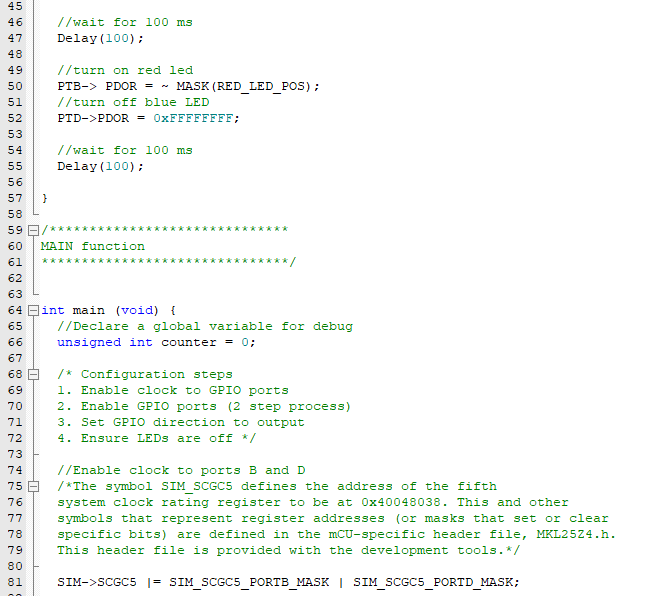 45
46 //wait for 100 ms
47 Delay(100);
48
49 //turn on red led
50 PTB-> PDOR = ~ MASK(RED_LED_POS);
51 //turn off blue LED
52 PTD->PDOR = 0xFFFFFFFF;
53
54 //wait for 100 ms
55 Delay(100);
56
57 }
58
59 /******************************
60 MAIN function
61 *******************************/
62
63
64 int main (void) {
65 //Declare a global variable for debug
66 unsigned int counter = 0;
67
68 /* Configuration steps
69 1. Enable clock to GPIO ports
70 2. Enable GPIO ports (2 step process)
71 3. Set GPIO direction to output
72 4. Ensure LEDs are off */
73
74 //Enable clock to ports B and D
75 /*The symbol SIM_SCGC5 defines the address of the fifth
76 system clock rating register to be at 0x40048038. This and other
77 symbols that represent register addresses (or masks that set or clear
78 specific bits) are defined in the mCU-specific header file, MKL25Z4.h.
79 This header file is provided with the development tools.*/
80
81 SIM->SCGC5 |= SIM_SCGC5_PORTB_MASK | SIM_SCGC5_PORTD_MASK;